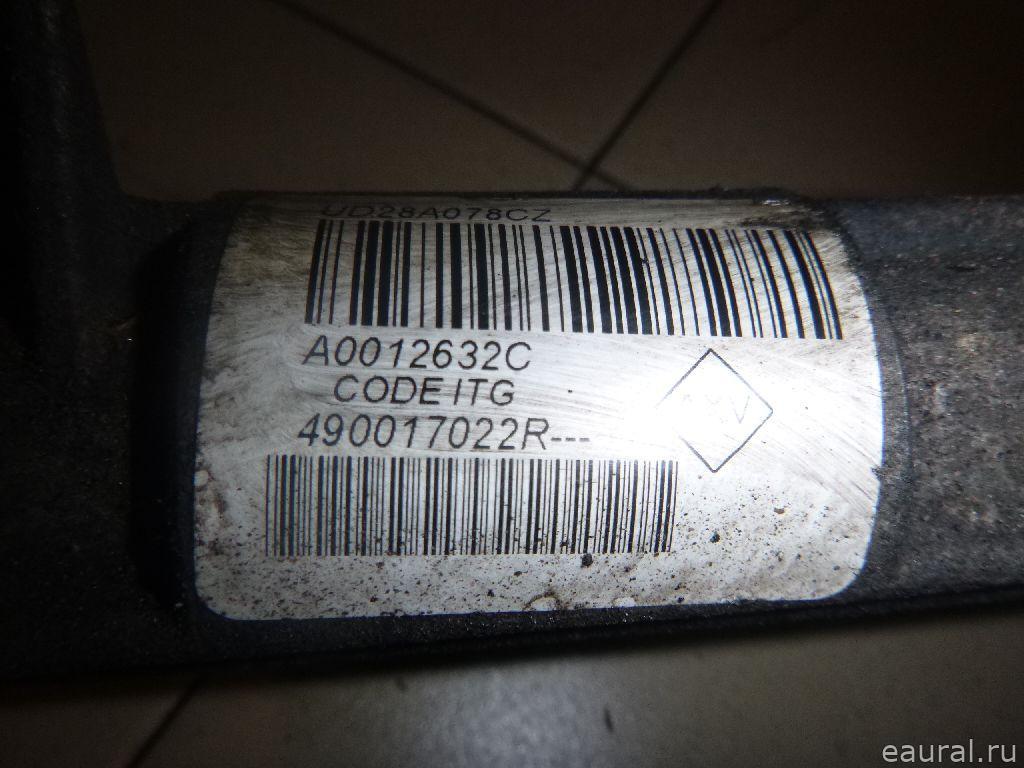 UD28A078CZ
A0012632C
CODE ITG
490017022R---
eaural.ru